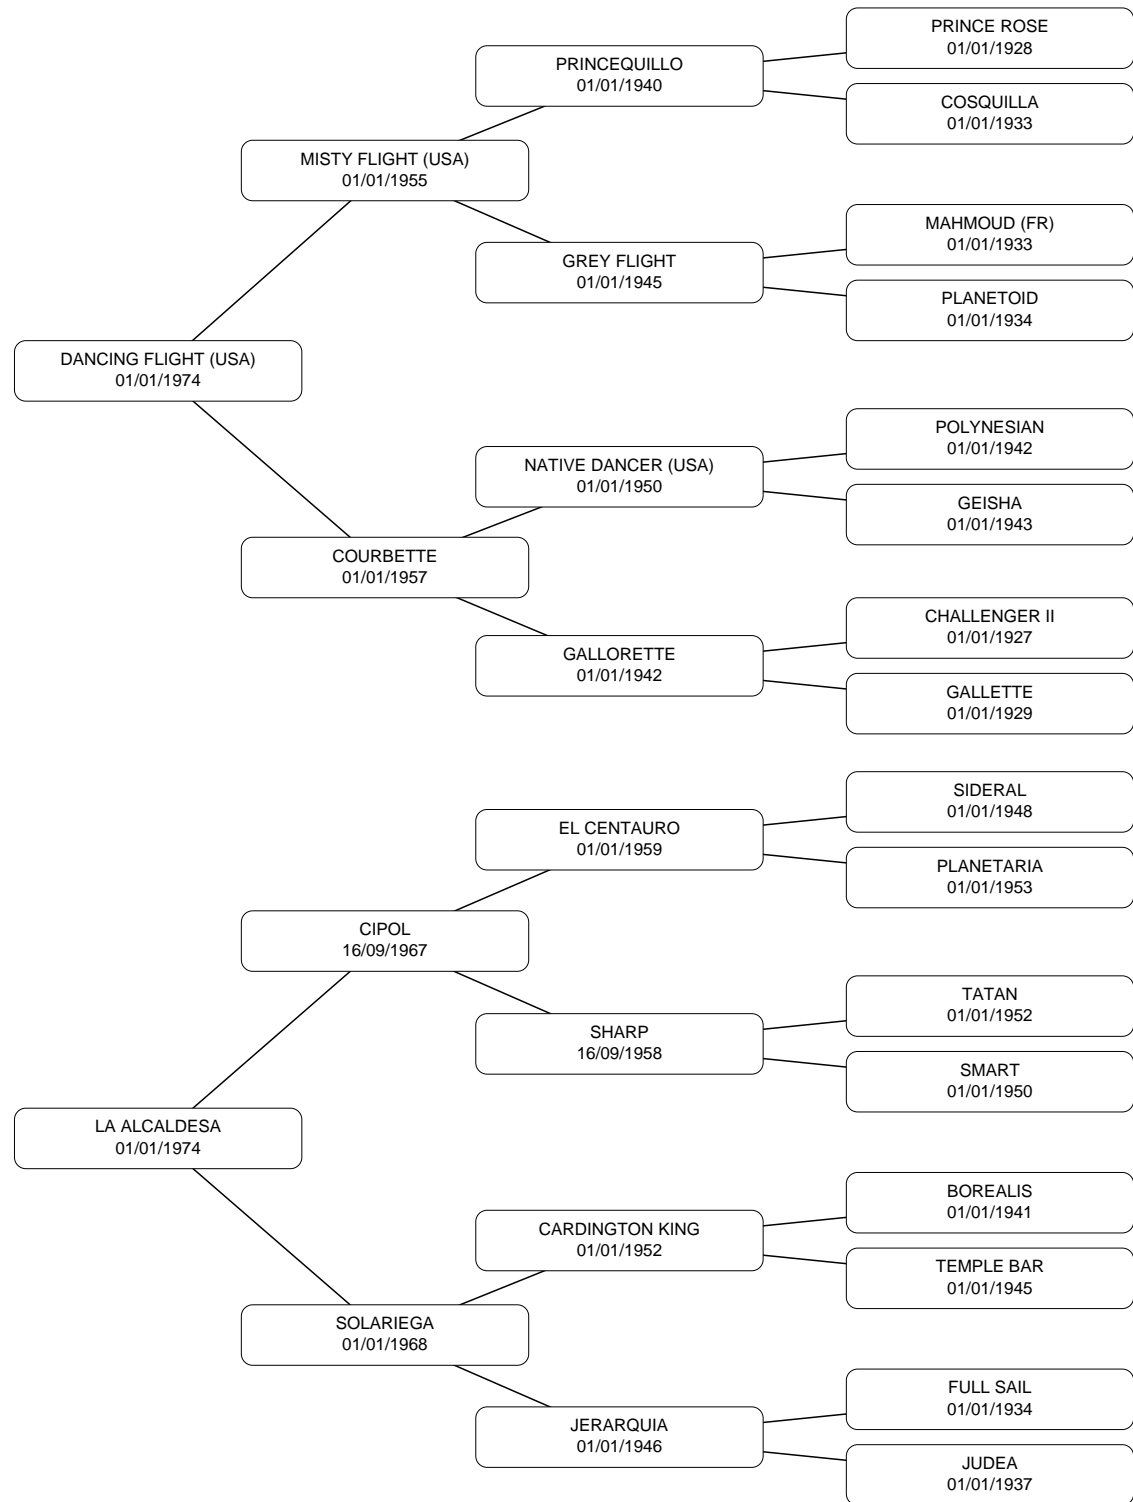 PRINCE ROSE
01/01/1928
PRINCEQUILLO
01/01/1940
COSQUILLA
01/01/1933
MISTY FLIGHT (USA)
01/01/1955
MAHMOUD (FR)
01/01/1933
GREY FLIGHT
01/01/1945
PLANETOID
01/01/1934
DANCING FLIGHT (USA)
01/01/1974
POLYNESIAN
01/01/1942
NATIVE DANCER (USA)
01/01/1950
GEISHA
01/01/1943
COURBETTE
01/01/1957
CHALLENGER II
01/01/1927
GALLORETTE
01/01/1942
GALLETTE
01/01/1929
SIDERAL
01/01/1948
EL CENTAURO
01/01/1959
PLANETARIA
01/01/1953
CIPOL
16/09/1967
TATAN
01/01/1952
SHARP
16/09/1958
SMART
01/01/1950
LA ALCALDESA
01/01/1974
BOREALIS
01/01/1941
CARDINGTON KING
01/01/1952
TEMPLE BAR
01/01/1945
SOLARIEGA
01/01/1968
FULL SAIL
01/01/1934
JERARQUIA
01/01/1946
JUDEA
01/01/1937